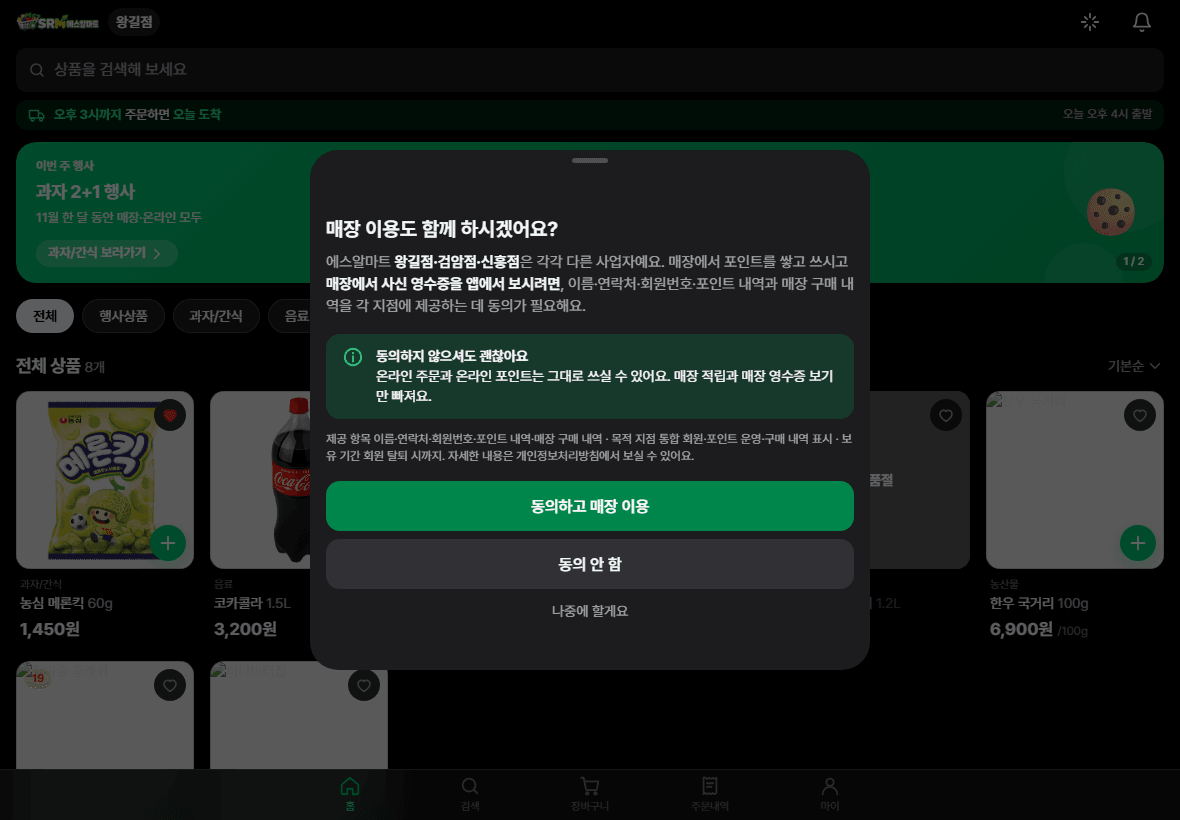 SRM에스알마트 왕길점
상품을 검색해 보세요
오후 3시까지 주문하면 오늘 도착
오늘 오후 4시 출발
이번 주 행사
과자 2+1 행사
11월 한 달 동안 매장·온라인 모두
과자/간식 보러가기
1 / 2
매장 이용도 함께 하시겠어요?
에스알마트 왕길점·검암점·신흥점은 각각 다른 사업자예요. 매장에서 포인트를 쌓고 쓰시고
매장에서 사신 영수증을 앱에서 보시려면, 이름·연락처·회원번호·포인트 내역과 매장 구매 내
역을 각 지점에 제공하는 데 동의가 필요해요.
동의하지 않으셔도 괜찮아요
온라인 주문과 온라인 포인트는 그대로 쓰실 수 있어요. 매장 적립과 매장 영수증 보기
만 빠져요.
제공 항목 이름·연락처·회원번호·포인트 내역·매장 구매 내역 · 목적 지점 통합 회원·포인트 운영·구매 내역 표시 · 보
유 기간 회원 탈퇴 시까지. 자세한 내용은 개인정보처리방침에서 보실 수 있어요.
동의하고 매장 이용
동의 안 함
나중에 할게요
전체
행사상품
과자/간식
음료
전체 상품 8개
기본순
농심
메론킥
Coca-Cola
품절
과자/간식
음료
농산물
농심 메론킥 60g
코카콜라 1.5L
1.2L
한우 국거리 100g
1,450원
3,200원
6,900원 /100g
19
홈
검색
장바구니
주문내역
마이